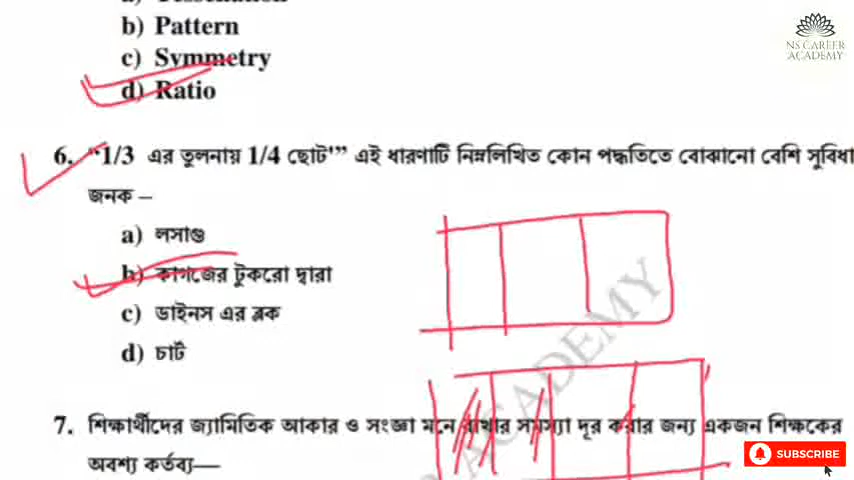 b) Pattern
c) Symmetry
d) Ratio
NS CAREER
ACADEMY
6. “1/3 এর তুলনায় 1/4 ছোট'” এই ধারণাটি নিম্নলিখিত কোন পদ্ধতিতে বোঝানো বেশি সুবিধা
জনক –
a) লসাগু
b) কাগজের টুকরো দ্বারা
c) ডাইনস এর ব্লক
d) চার্ট
ACADEMY
7. শিক্ষার্থীদের জ্যামিতিক আকার ও সংজ্ঞা মনে রাখার সমস্যা দূর করার জন্য একজন শিক্ষকের
অবশ্য কর্তব্য—
SUBSCRIBE